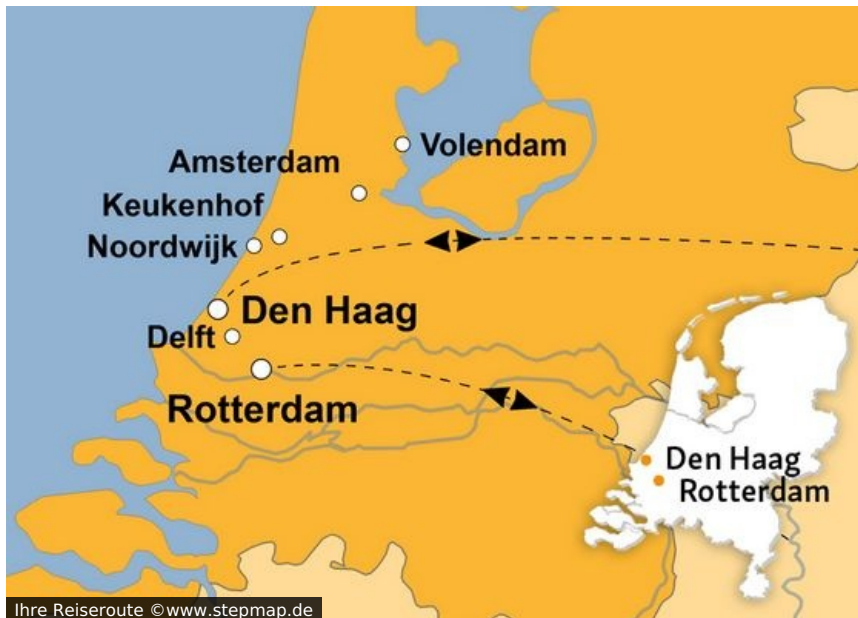 Volendam
Amsterdam
Keukenhof
Noordwijk
Den Haag
Delft
Rotterdam
Den Haag
Rotterdam
Ihre Reiseroute ©www.stepmap.de